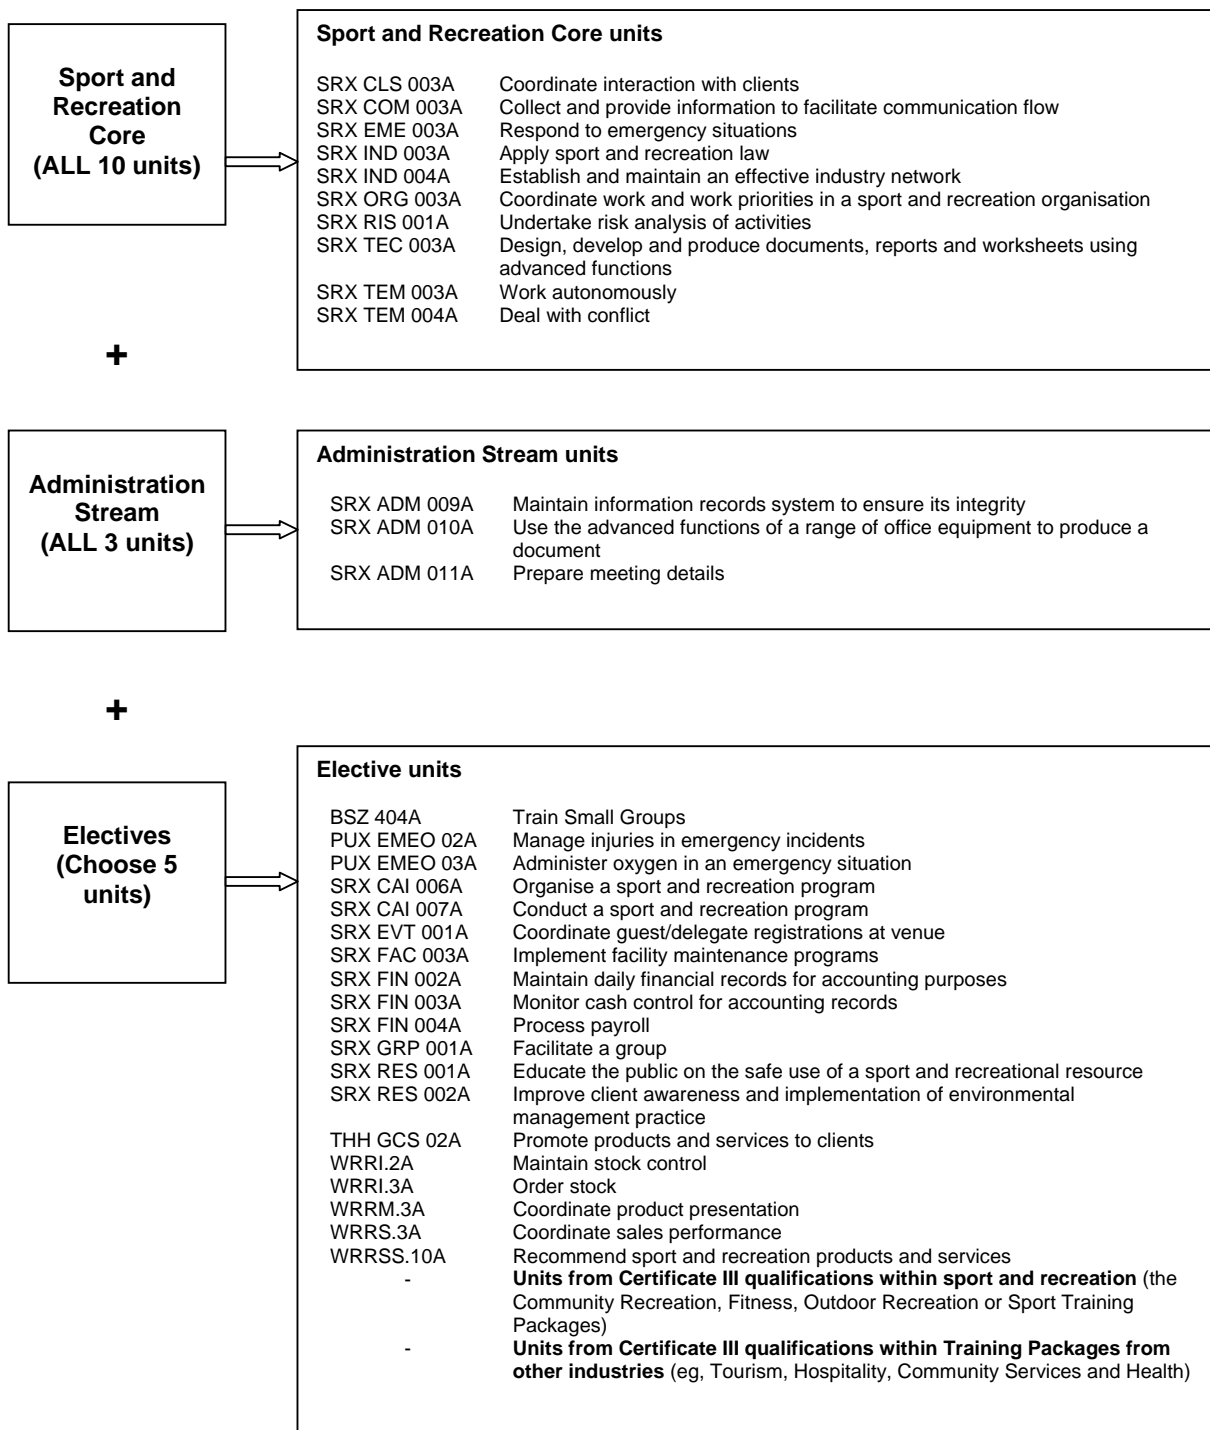 Sport and
Recreation
Core
(ALL 10 units)
Sport and Recreation Core units
SRX CLS 003A Coordinate interaction with clients
SRX COM 003A Collect and provide information to facilitate communication flow
SRX EME 003A Respond to emergency situations
SRX IND 003A Apply sport and recreation law
SRX IND 004A Establish and maintain an effective industry network
SRX ORG 003A Coordinate work and work priorities in a sport and recreation organisation
SRX RIS 001A Undertake risk analysis of activities
SRX TEC 003A Design, develop and produce documents, reports and worksheets using
advanced functions
SRX TEM 003A Work autonomously
SRX TEM 004A Deal with conflict
+
Administration
Stream
(ALL 3 units)
Administration Stream units
SRX ADM 009A Maintain information records system to ensure its integrity
SRX ADM 010A Use the advanced functions of a range of office equipment to produce a
document
SRX ADM 011A Prepare meeting details
+
Electives
(Choose 5
units)
Elective units
BSZ 404A Train Small Groups
PUX EMEO 02A Manage injuries in emergency incidents
PUX EMEO 03A Administer oxygen in an emergency situation
SRX CAI 006A Organise a sport and recreation program
SRX CAI 007A Conduct a sport and recreation program
SRX EVT 001A Coordinate guest/delegate registrations at venue
SRX FAC 003A Implement facility maintenance programs
SRX FIN 002A Maintain daily financial records for accounting purposes
SRX FIN 003A Monitor cash control for accounting records
SRX FIN 004A Process payroll
SRX GRP 001A Facilitate a group
SRX RES 001A Educate the public on the safe use of a sport and recreational resource
SRX RES 002A Improve client awareness and implementation of environmental
management practice
THH GCS 02A Promote products and services to clients
WRRI.2A Maintain stock control
WRRI.3A Order stock
WRRM.3A Coordinate product presentation
WRRS.3A Coordinate sales performance
WRRSS.10A Recommend sport and recreation products and services
- Units from Certificate III qualifications within sport and recreation (the
Community Recreation, Fitness, Outdoor Recreation or Sport Training
Packages)
- Units from Certificate III qualifications within Training Packages from
other industries (eg, Tourism, Hospitality, Community Services and Health)